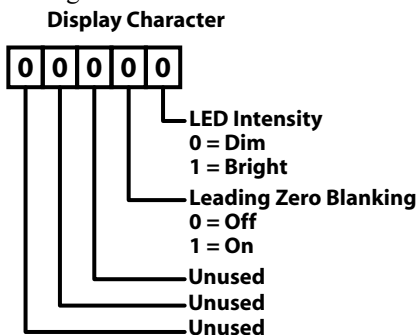 Display Character
0 0 0 0 0
LED Intensity
0 = Dim
1 = Bright
Leading Zero Blanking
0 = Off
1 = On
Unused
Unused
Unused